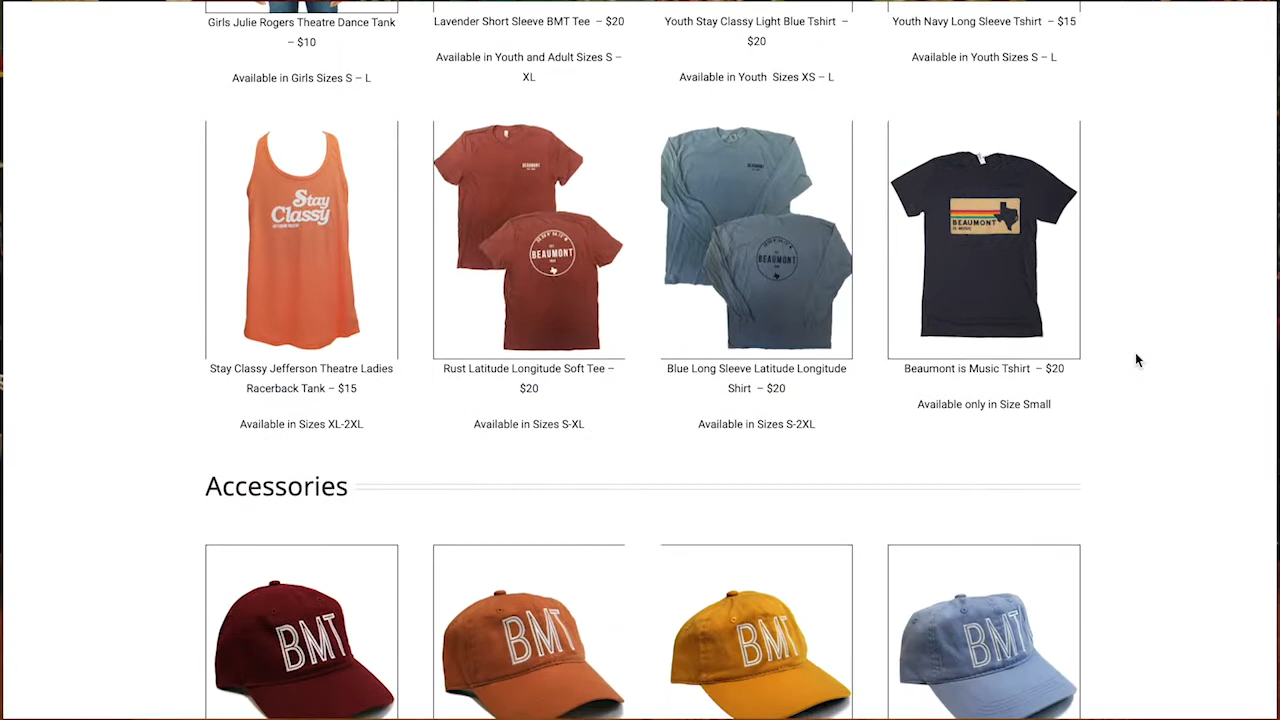 Girls Julie Rogers Theatre Dance Tank
– $10
Available in Girls Sizes S – L
Lavender Short Sleeve BMT Tee – $20
Available in Youth and Adult Sizes S –
XL
Youth Stay Classy Light Blue Tshirt –
$20
Available in Youth Sizes XS – L
Youth Navy Long Sleeve Tshirt – $15
Available in Youth Sizes S – L
Stay
Classy
BEAUMONT
BEAUMONT
BEAUMONT
BEAUMONT
BEAUMONT
IS MUSIC
Stay Classy Jefferson Theatre Ladies
Racerback Tank – $15
Available in Sizes XL-2XL
Rust Latitude Longitude Soft Tee –
$20
Available in Sizes S-XL
Blue Long Sleeve Latitude Longitude
Shirt – $20
Available in Sizes S-2XL
Beaumont is Music Tshirt – $20
Available only in Size Small
Accessories
BMT
BMT
BMT
BMT